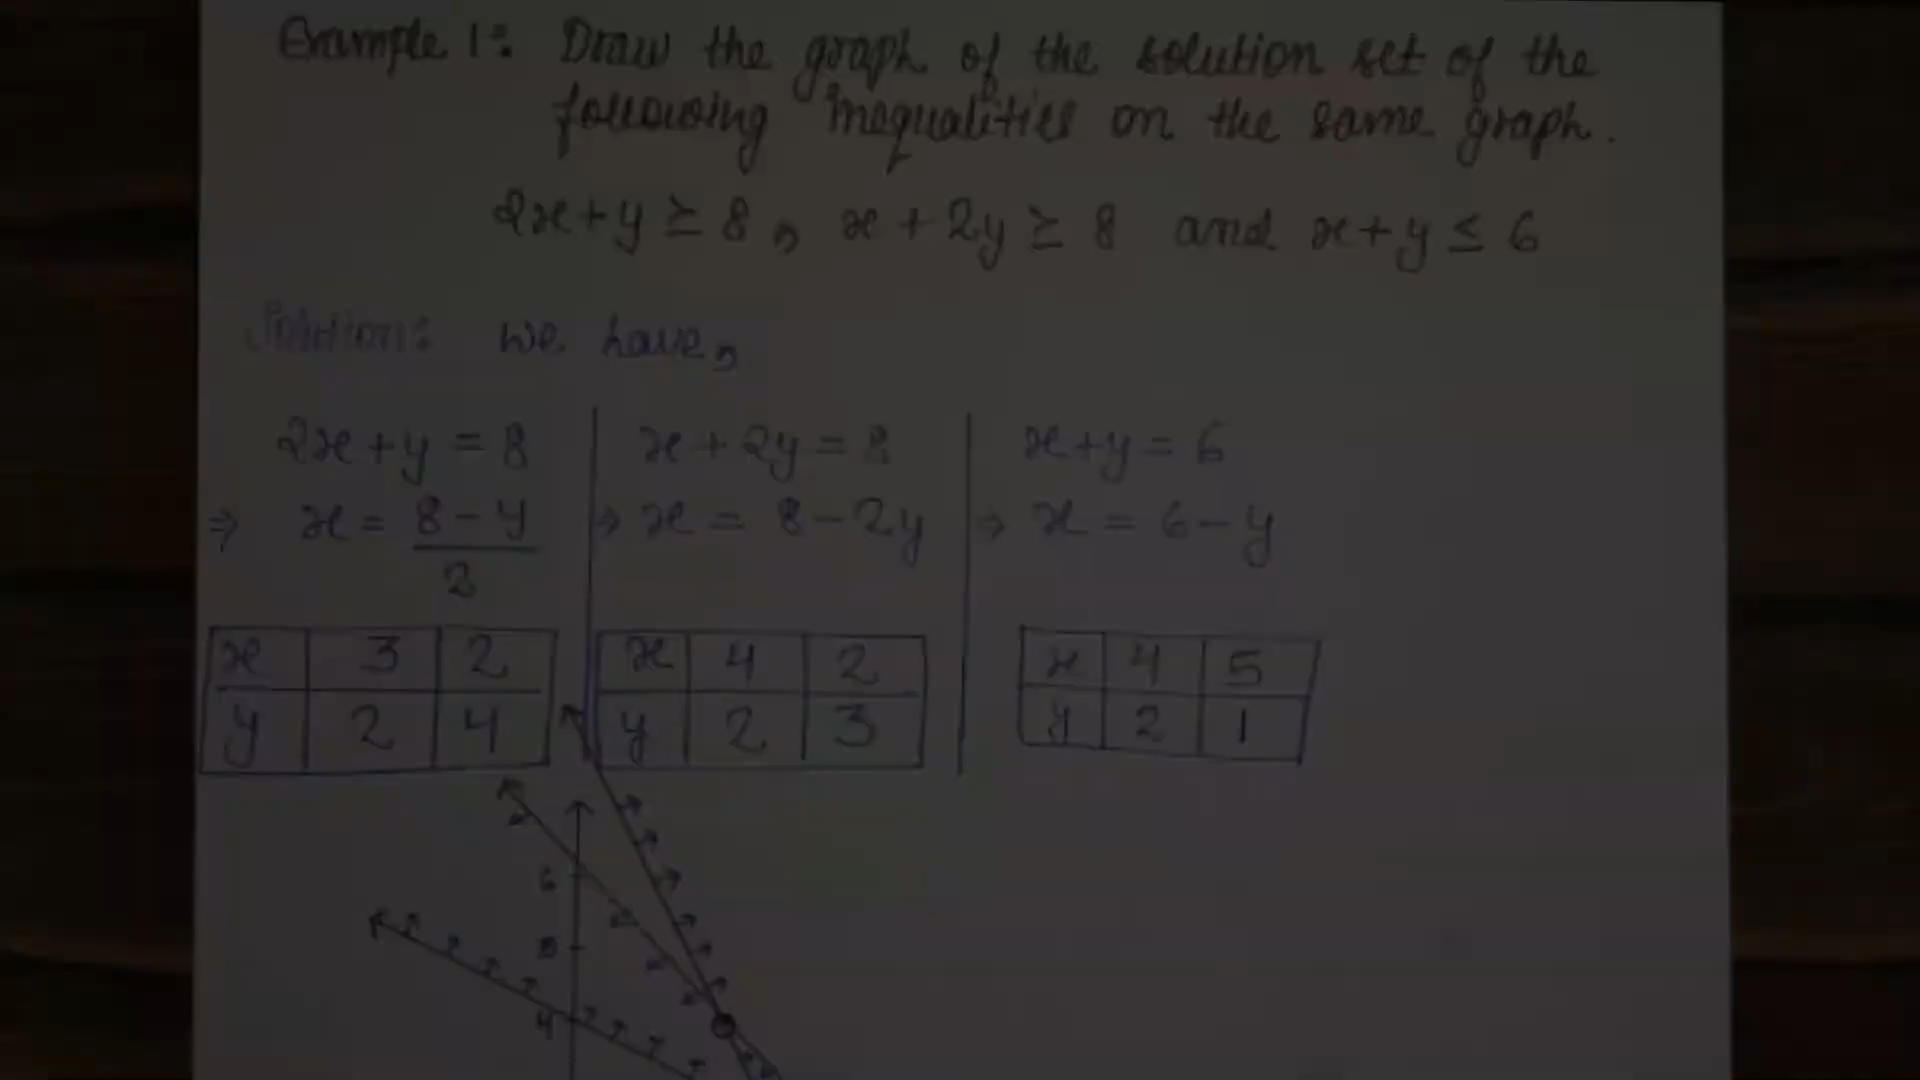 Example 1: Draw the graph of the solution set of the
following inequalities on the same graph.
2x+y ≥ 8, x + 2y ≥ 8 and x+y ≤ 6
Solution: we have,
2x+y = 8
x + 2y = 8
x+y = 6
⇒ x = 8 - y / 2
⇒ x = 8 - 2y
⇒ x = 6 - y
x 3 2
y 2 4
x 4 2
y 2 3
x 4 5
y 2 1
6
4